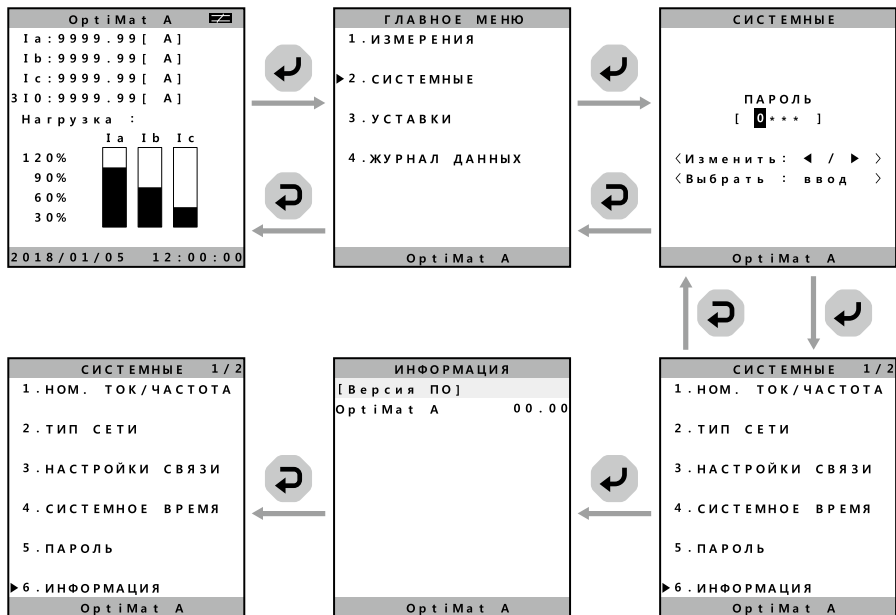 OptiMat A
Ia:9999.99[ A]
Ib:9999.99[ A]
Ic:9999.99[ A]
3I0:9999.99[ A]
Нагрузка :
Ia Ib Ic
120%
90%
60%
30%
2018/01/05 12:00:00
ГЛАВНОЕ МЕНЮ
1.ИЗМЕРЕНИЯ
2.СИСТЕМНЫЕ
3.УСТАВКИ
4.ЖУРНАЛ ДАННЫХ
OptiMat A
СИСТЕМНЫЕ
ПАРОЛЬ
[ 0*** ]
〈Изменить: ◀ / ▶ 〉
〈Выбрать : ввод 〉
OptiMat A
СИСТЕМНЫЕ 1/2
1.НОМ. ТОК/ЧАСТОТА
2.ТИП СЕТИ
3.НАСТРОЙКИ СВЯЗИ
4.СИСТЕМНОЕ ВРЕМЯ
5.ПАРОЛЬ
▶6.ИНФОРМАЦИЯ
OptiMat A
ИНФОРМАЦИЯ
[Версия ПО]
OptiMat A 00.00
OptiMat A
СИСТЕМНЫЕ 1/2
1.НОМ. ТОК/ЧАСТОТА
2.ТИП СЕТИ
3.НАСТРОЙКИ СВЯЗИ
4.СИСТЕМНОЕ ВРЕМЯ
5.ПАРОЛЬ
▶6.ИНФОРМАЦИЯ
OptiMat A